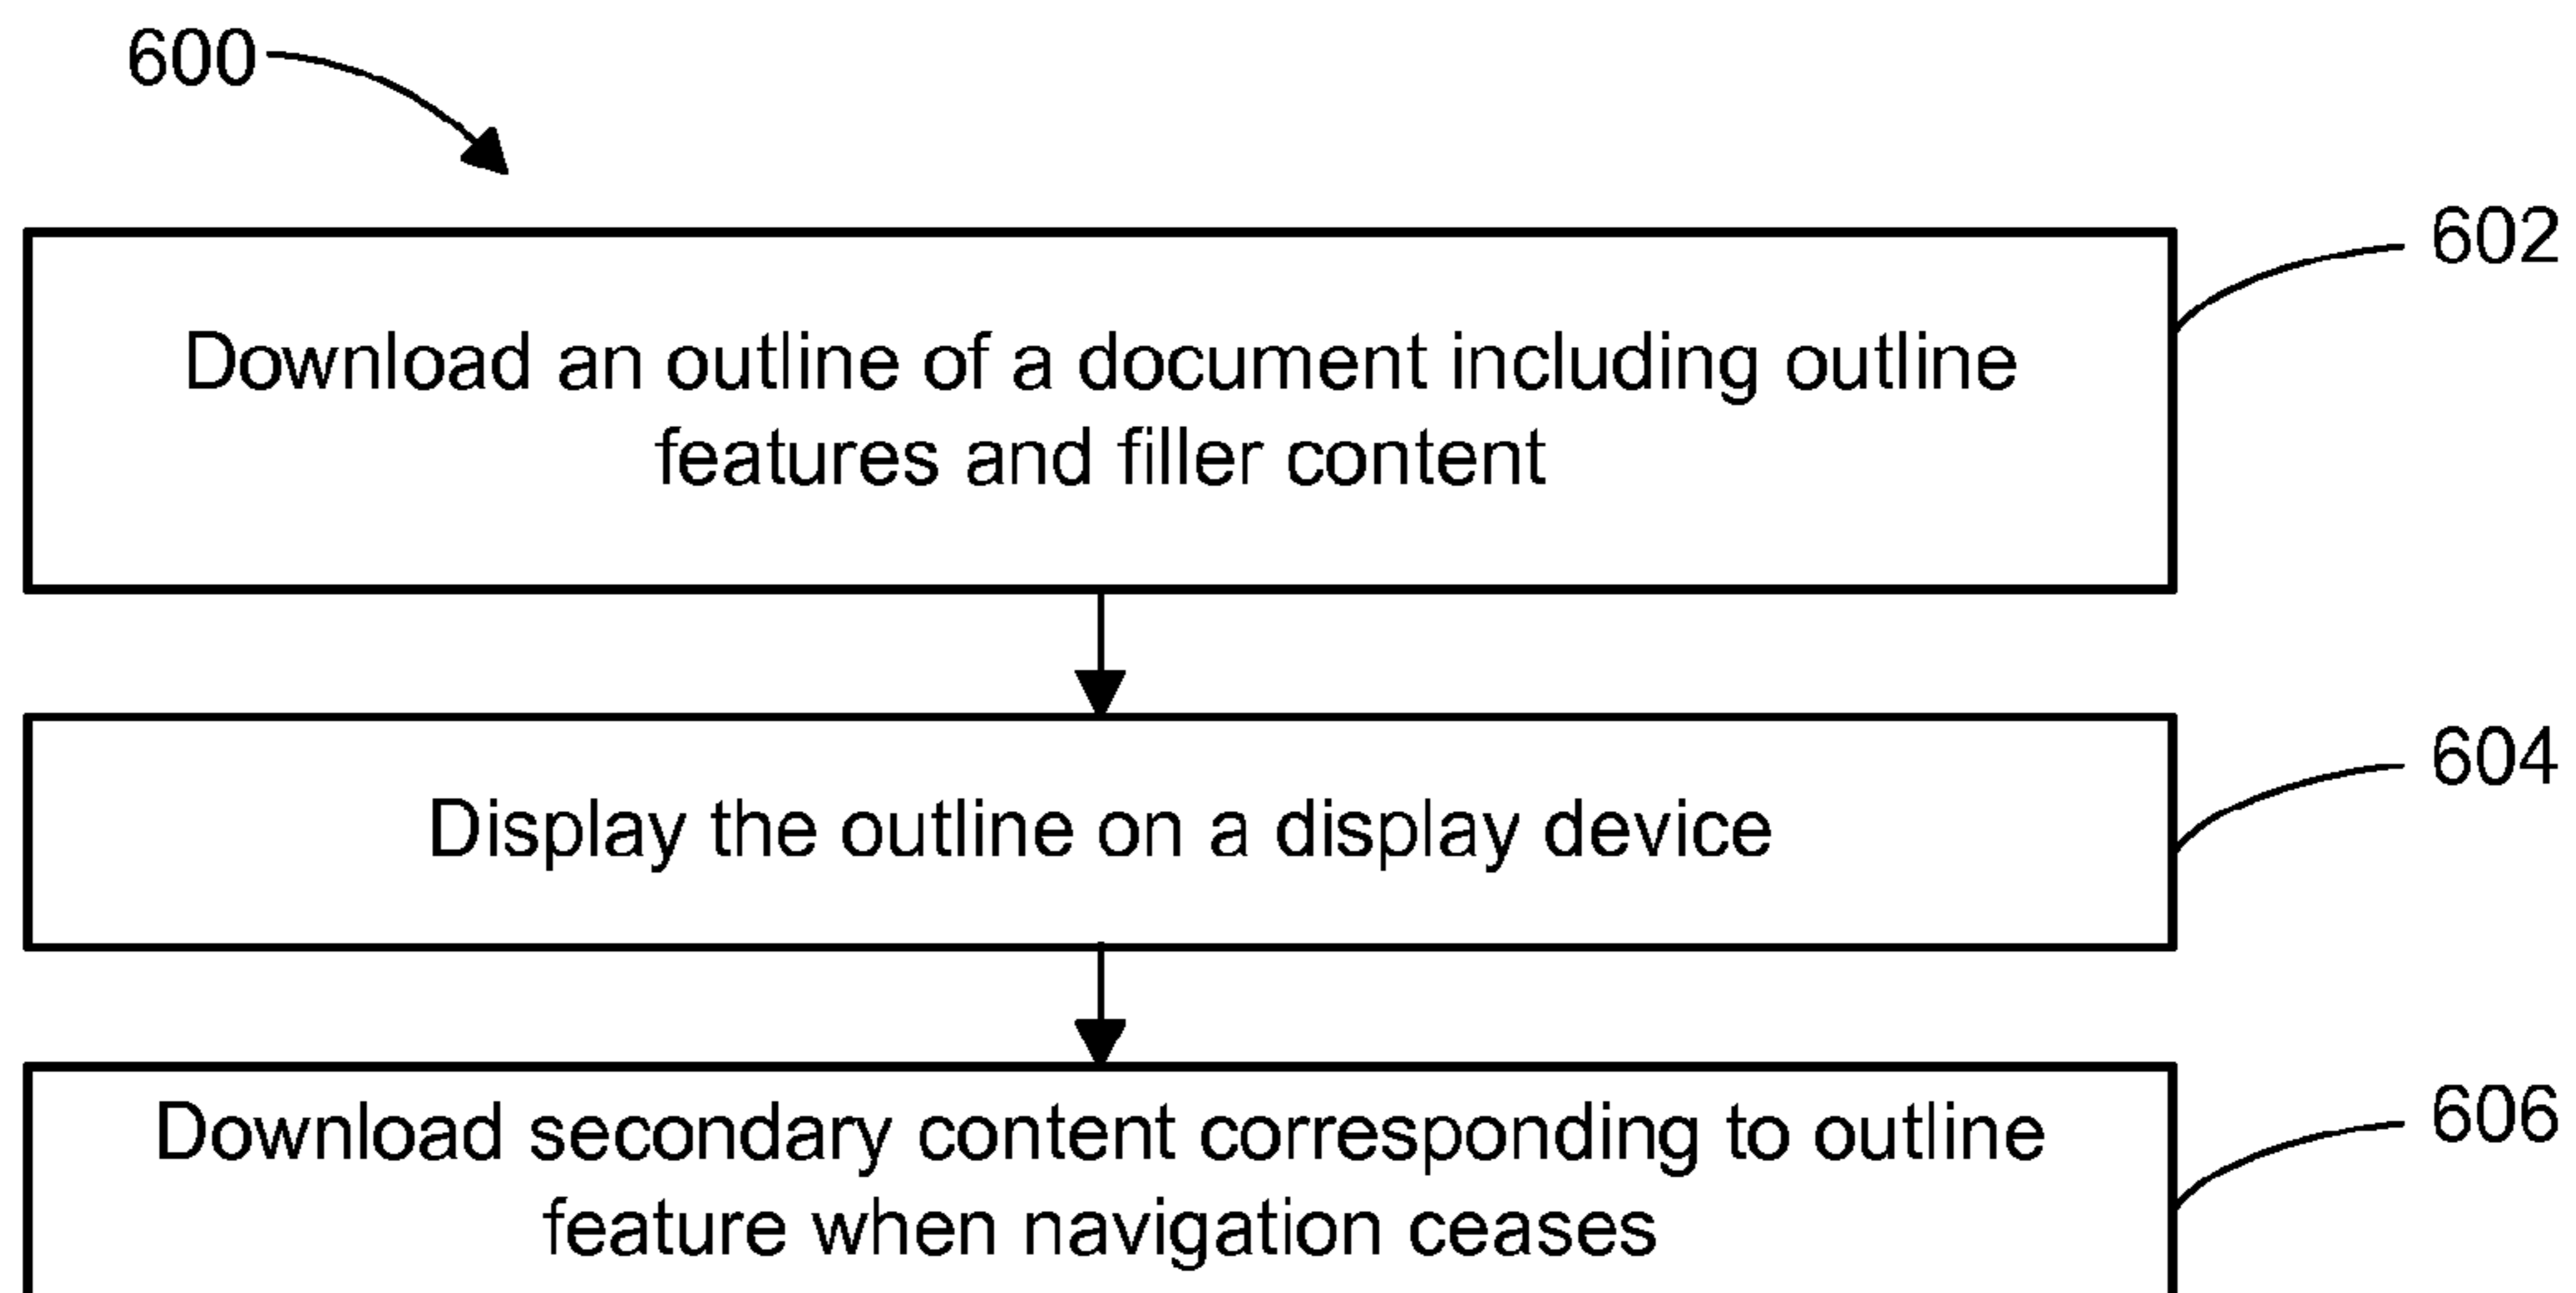 600
602
Download an outline of a document including outline
features and filler content
604
Display the outline on a display device
606
Download secondary content corresponding to outline
feature when navigation ceases